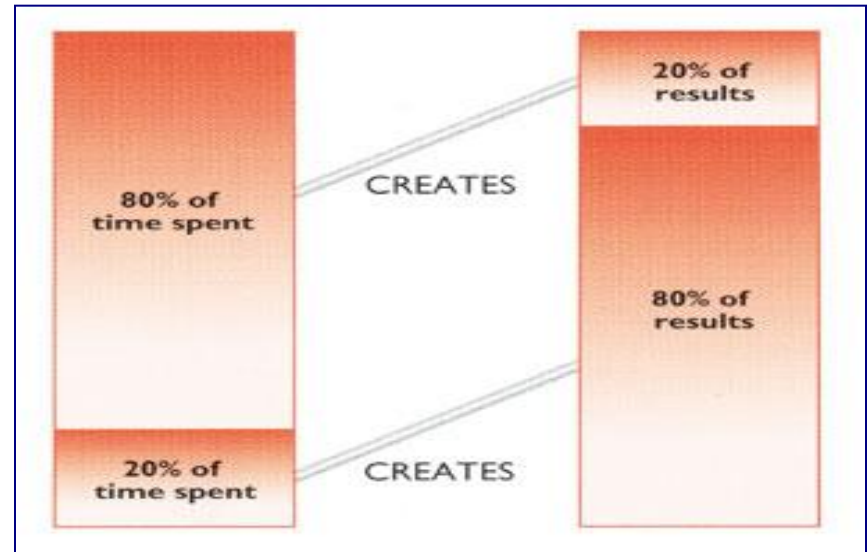 80% of
time spent
CREATES
20% of
results
20% of
time spent
CREATES
80% of
results